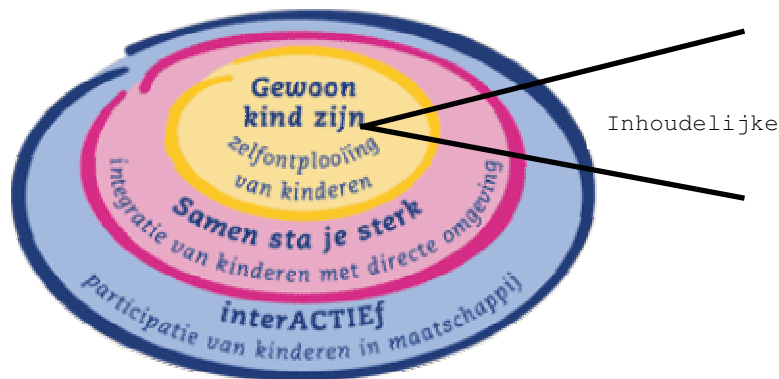 Gewoon
kind zijn
zelfontplooiïng
van kinderen
Samen sta je sterk
integratie van kinderen met directe omgeving
interACTIEf
participatie van kinderen in maatschappij
Inhoudelijke